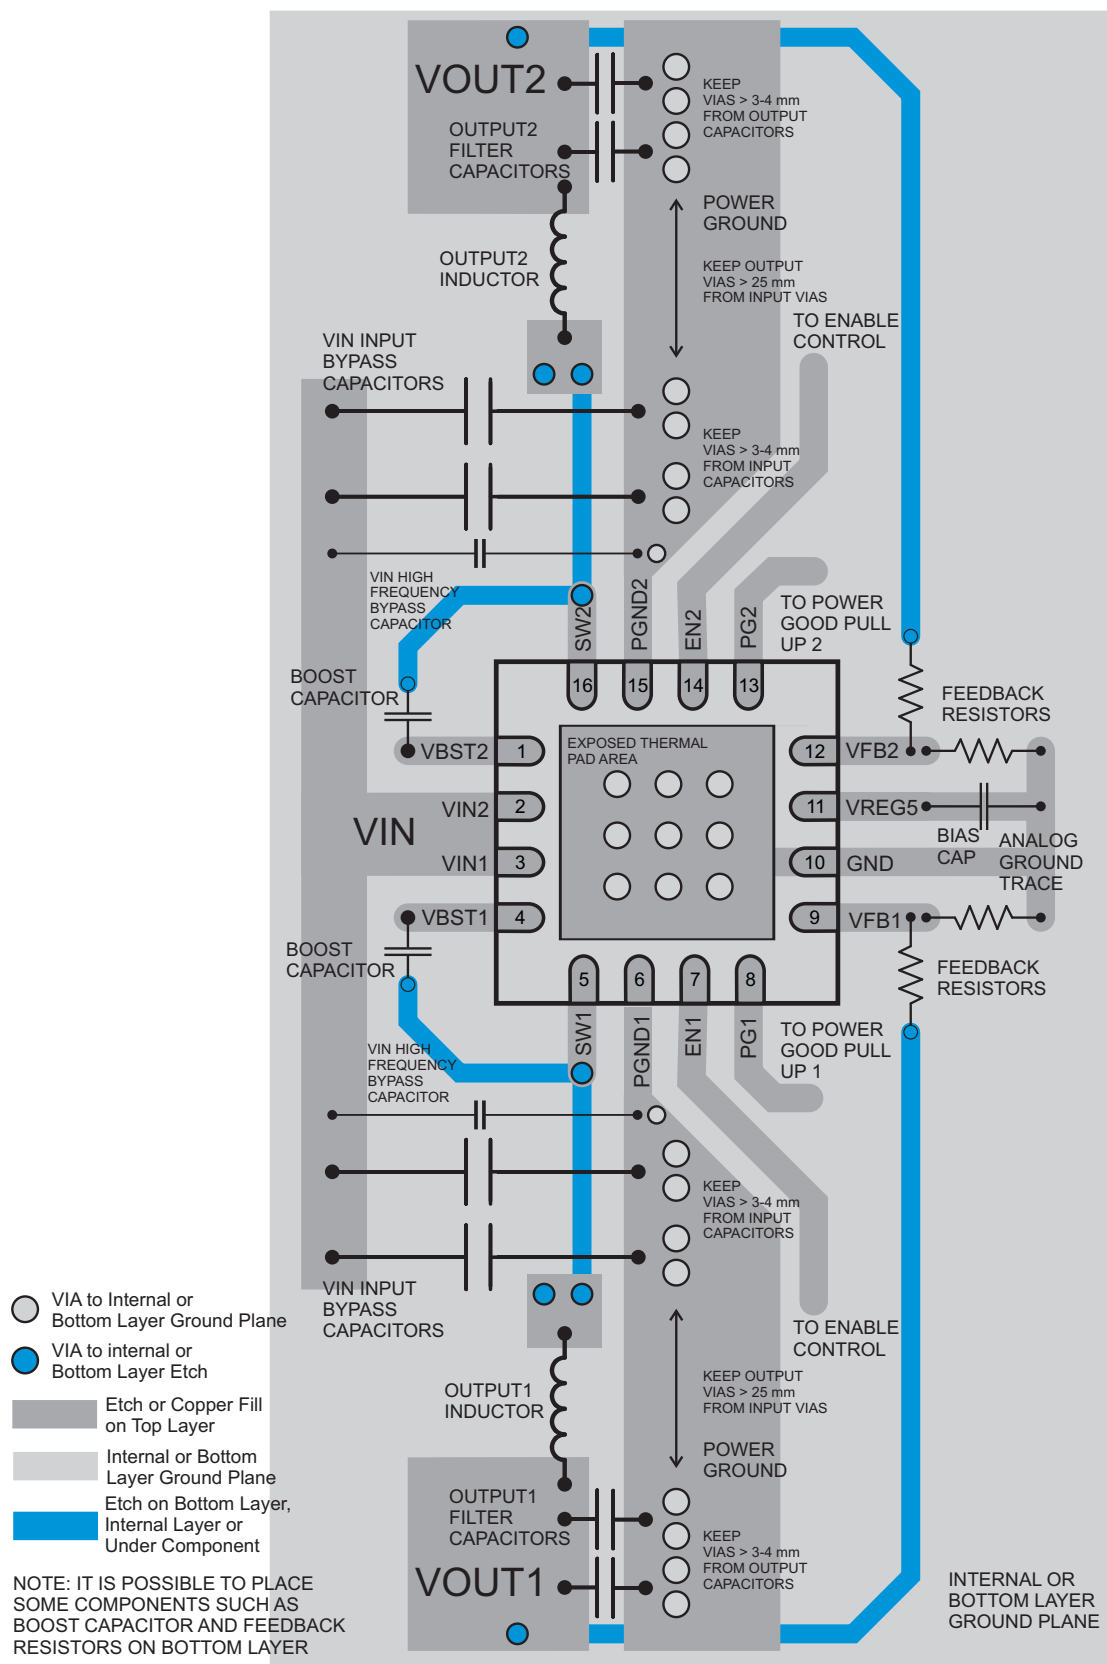 VOUT2
KEEP
VIAS > 3-4 mm
FROM OUTPUT
CAPACITORS
OUTPUT2
FILTER
CAPACITORS
POWER
GROUND
OUTPUT2
INDUCTOR
KEEP OUTPUT
VIAS > 25 mm
FROM INPUT VIAS
TO ENABLE
CONTROL
VIN INPUT
BYPASS
CAPACITORS
KEEP
VIAS > 3-4 mm
FROM INPUT
CAPACITORS
VIN HIGH
FREQUENCY
BYPASS
CAPACITOR
SW2
PGND2
EN2
PG2
TO POWER
GOOD PULL
UP 2
BOOST
CAPACITOR
16
15
14
13
FEEDBACK
RESISTORS
VBST2
1
EXPOSED THERMAL
PAD AREA
12
VFB2
VIN2
2
11
VREG5
VIN
BIAS
CAP
ANALOG
GROUND
TRACE
VIN1
3
10
GND
VBST1
4
9
VFB1
BOOST
CAPACITOR
5
6
7
8
FEEDBACK
RESISTORS
SW1
PGND1
EN1
PG1
TO POWER
GOOD PULL
UP 1
VIN HIGH
FREQUENCY
BYPASS
CAPACITOR
KEEP
VIAS > 3-4 mm
FROM INPUT
CAPACITORS
VIN INPUT
BYPASS
CAPACITORS
TO ENABLE
CONTROL
KEEP OUTPUT
VIAS > 25 mm
FROM INPUT VIAS
OUTPUT1
INDUCTOR
POWER
GROUND
OUTPUT1
FILTER
CAPACITORS
KEEP
VIAS > 3-4 mm
FROM OUTPUT
CAPACITORS
VOUT1
INTERNAL OR
BOTTOM LAYER
GROUND PLANE
VIA to Internal or
Bottom Layer Ground Plane
VIA to internal or
Bottom Layer Etch
Etch or Copper Fill
on Top Layer
Internal or Bottom
Layer Ground Plane
Etch on Bottom Layer,
Internal Layer or
Under Component
NOTE: IT IS POSSIBLE TO PLACE
SOME COMPONENTS SUCH AS
BOOST CAPACITOR AND FEEDBACK
RESISTORS ON BOTTOM LAYER